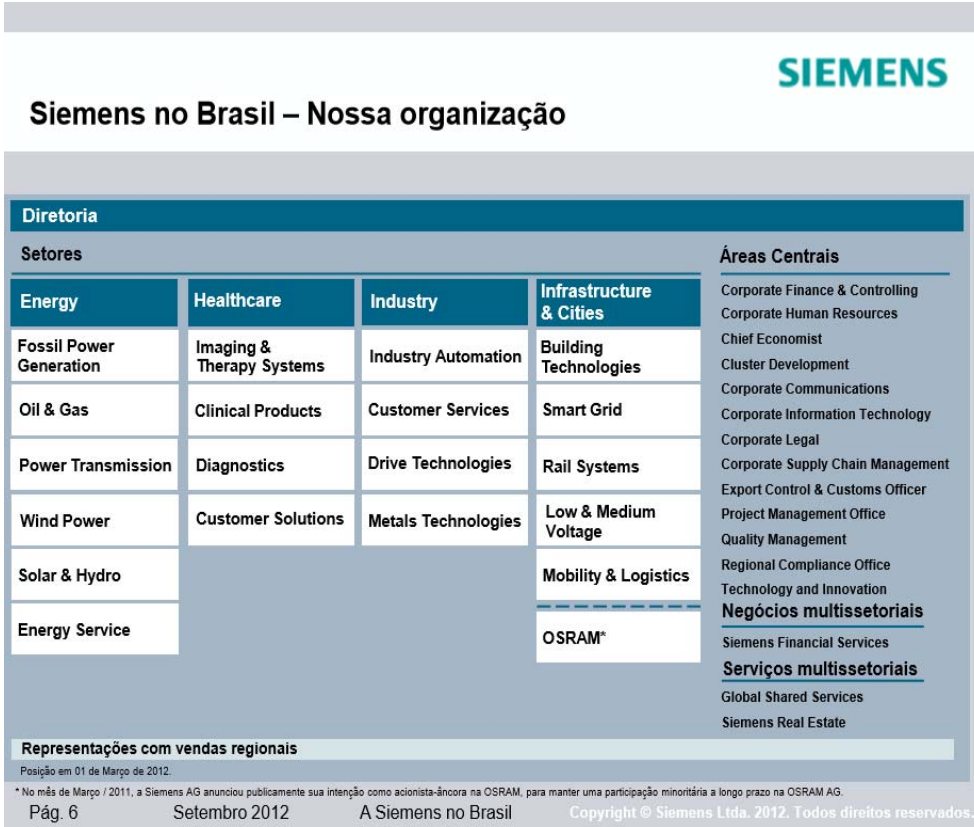 SIEMENS
Siemens no Brasil – Nossa organização
Diretoria
Setores
Energy
Fossil Power
Generation
Oil & Gas
Power Transmission
Wind Power
Solar & Hydro
Energy Service
Healthcare
Imaging &
Therapy Systems
Clinical Products
Diagnostics
Customer Solutions
Industry
Industry Automation
Customer Services
Drive Technologies
Metals Technologies
Infrastructure
& Cities
Building
Technologies
Smart Grid
Rail Systems
Low & Medium
Voltage
Mobility & Logistics
OSRAM*
Áreas Centrais
Corporate Finance & Controlling
Corporate Human Resources
Chief Economist
Cluster Development
Corporate Communications
Corporate Information Technology
Corporate Legal
Corporate Supply Chain Management
Export Control & Customs Officer
Project Management Office
Quality Management
Regional Compliance Office
Technology and Innovation
Negócios multissetoriais
Siemens Financial Services
Serviços multissetoriais
Global Shared Services
Siemens Real Estate
Representações com vendas regionais
Posição em 01 de Março de 2012.
* No mês de Março / 2011, a Siemens AG anunciou publicamente sua intenção como acionista-âncora na OSRAM, para manter uma participação minoritária a longo prazo na OSRAM AG.
Pág. 6 Setembro 2012 A Siemens no Brasil Copyright © Siemens Ltda. 2012. Todos direitos reservados.